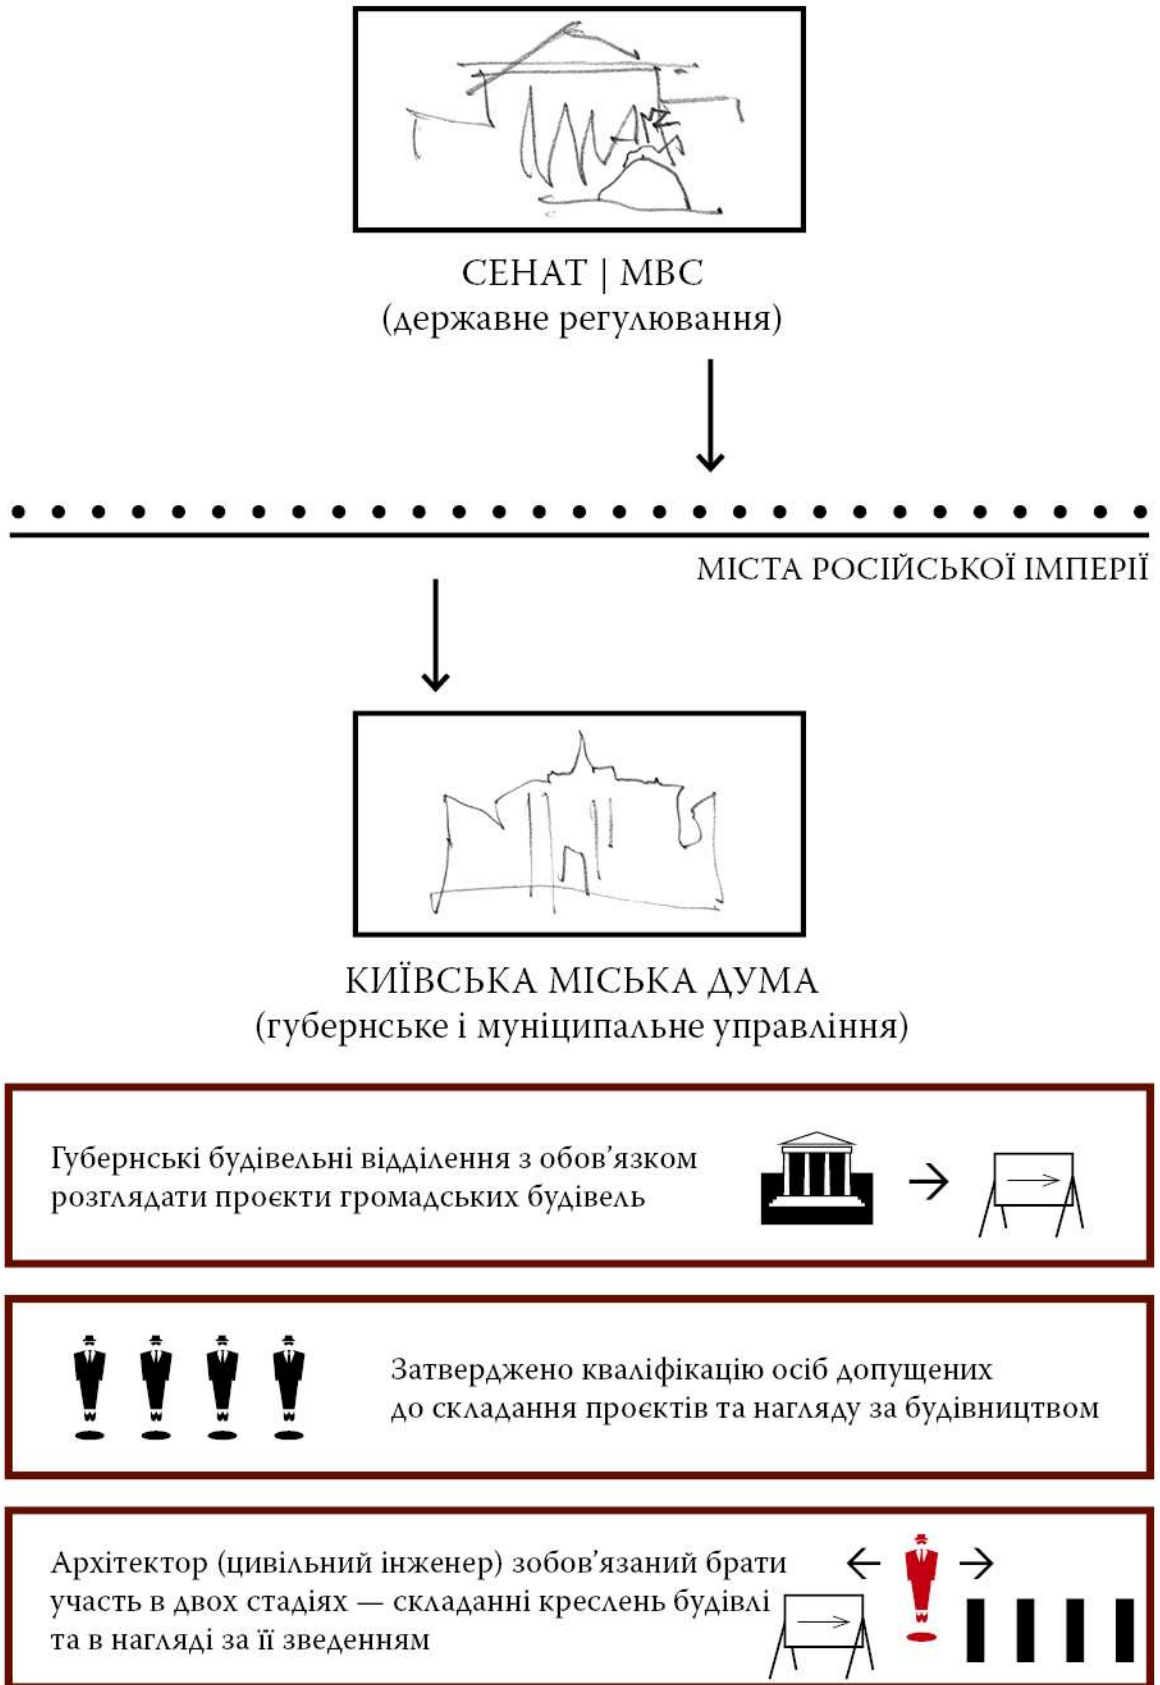 СЕНАТ | МВС
(державне регулювання)
МІСТА РОСІЙСЬКОЇ ІМПЕРІЇ
КИЇВСЬКА МІСЬКА ДУМА
(губернське і муніципальне управління)
Губернські будівельні відділення з обов’язком
розглядати проєкти громадських будівель
Затверджено кваліфікацію осіб допущених
до складання проєктів та нагляду за будівництвом
Архітектор (цивільний інженер) зобов’язаний брати
участь в двох стадіях — складанні креслень будівлі
та в нагляді за її зведенням